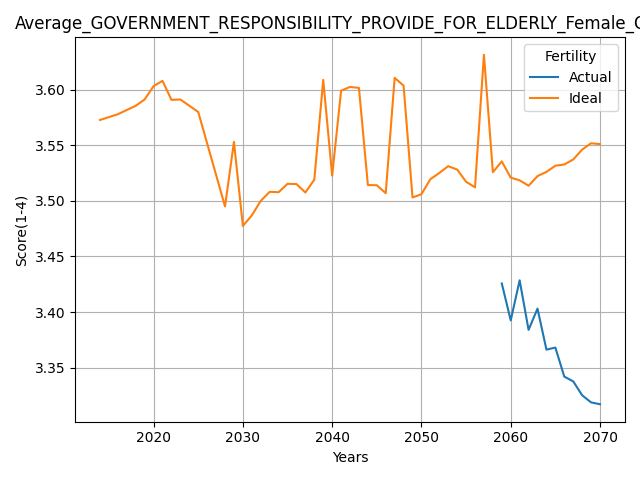 Average_GOVERNMENT_RESPONSIBILITY_PROVIDE_FOR_ELDERLY_Female_
Fertility
Actual
Ideal
Score(1-4)
3.60
3.55
3.50
3.45
3.40
3.35
2020 2030 2040 2050 2060 2070
Years